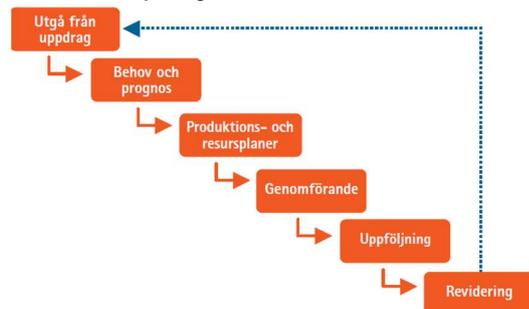 Utgå från
uppdrag
Behov och
prognos
Produktions- och
resursplaner
Genomförande
Uppföljning
Revidering